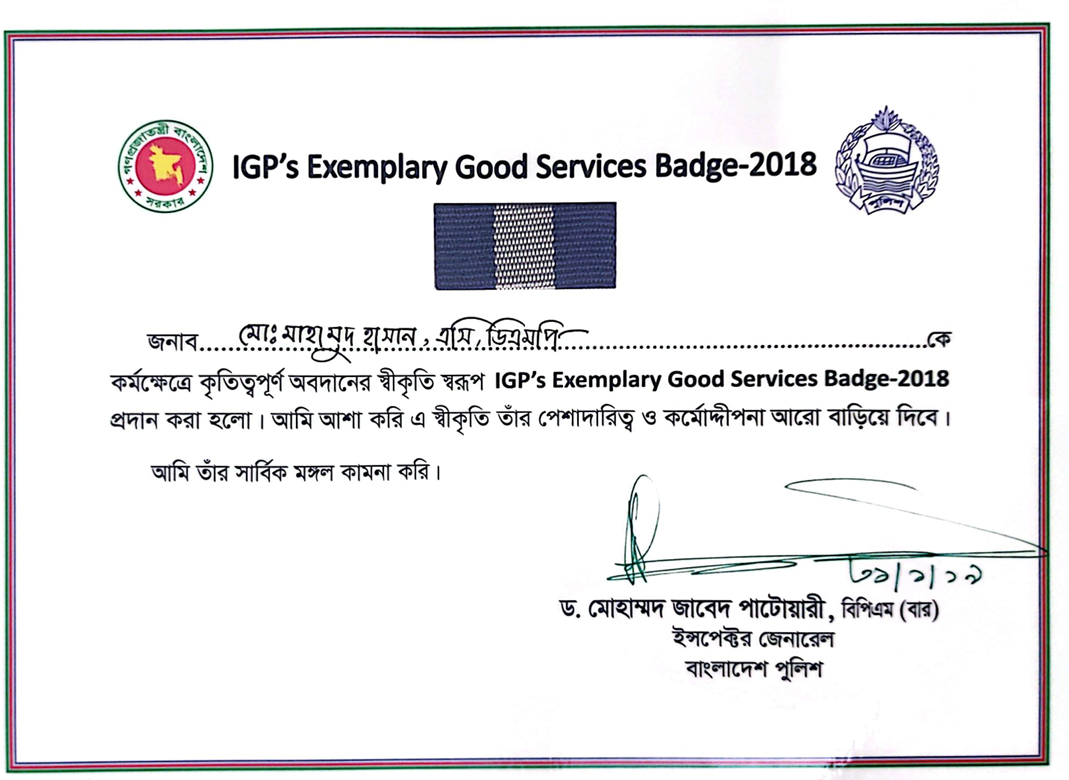 গণপ্রজাতন্ত্রী বাংলাদেশ
সরকার
IGP's Exemplary Good Services Badge-2018
পুলিশ
জনাব..... মোঃ মাহামুদ হাসান, এসি, ডিএমপি .....কে
কর্মক্ষেত্রে কৃতিত্বপূর্ণ অবদানের স্বীকৃতি স্বরূপ IGP's Exemplary Good Services Badge-2018
প্রদান করা হলো। আমি আশা করি এ স্বীকৃতি তাঁর পেশাদারিত্ব ও কর্মোদ্দীপনা আরো বাড়িয়ে দিবে।
আমি তাঁর সার্বিক মঙ্গল কামনা করি।
৩১/১/১৯
ড. মোহাম্মদ জাবেদ পাটোয়ারী, বিপিএম (বার)
ইন্সপেক্টর জেনারেল
বাংলাদেশ পুলিশ